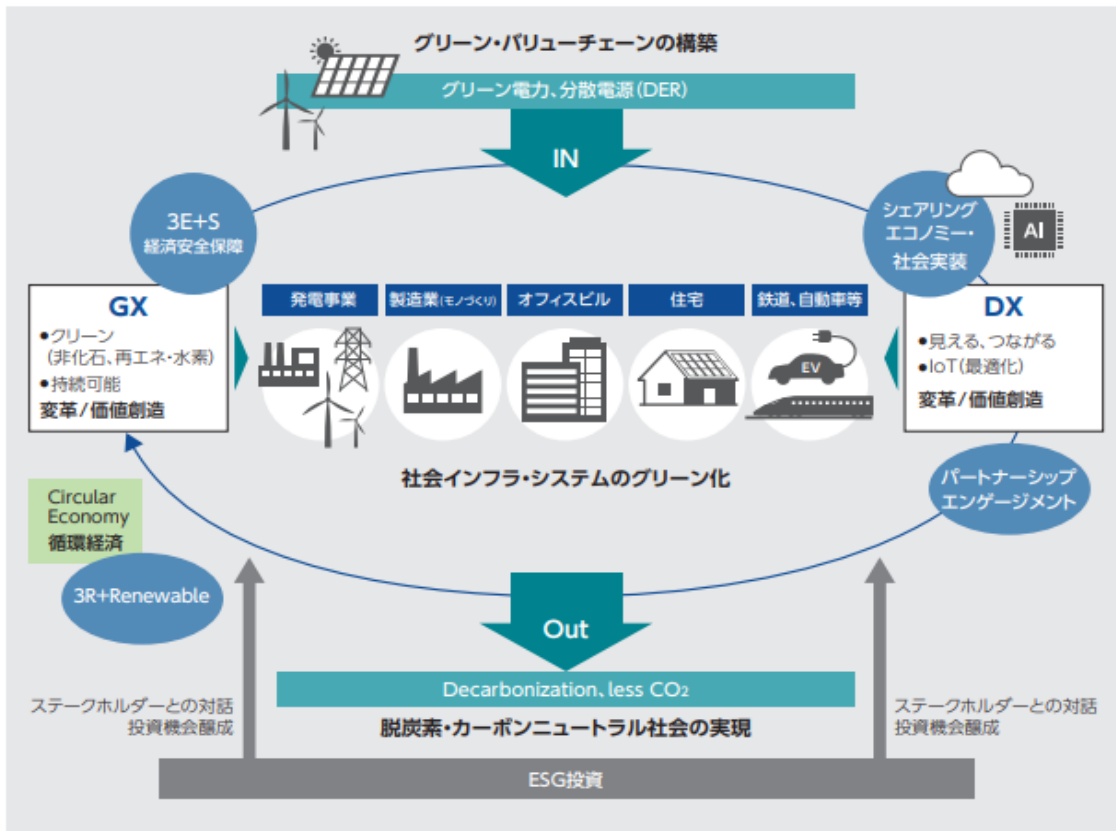 グリーン・バリューチェーンの構築
グリーン電力、分散電源(DER)
IN
3E+S
経済安全保障
シェアリング
エコノミー・
社会実装
AI
GX
●クリーン
(非化石、再エネ・水素)
●持続可能
変革/価値創造
発電事業
製造業(モノづくり)
オフィスビル
住宅
鉄道、自動車等
EV
DX
●見える、つながる
●IoT(最適化)
変革/価値創造
社会インフラ・システムのグリーン化
パートナーシップ
エンゲージメント
Circular
Economy
循環経済
3R+Renewable
Out
Decarbonization、less CO₂
脱炭素・カーボンニュートラル社会の実現
ステークホルダーとの対話
投資機会醸成
ステークホルダーとの対話
投資機会醸成
ESG投資